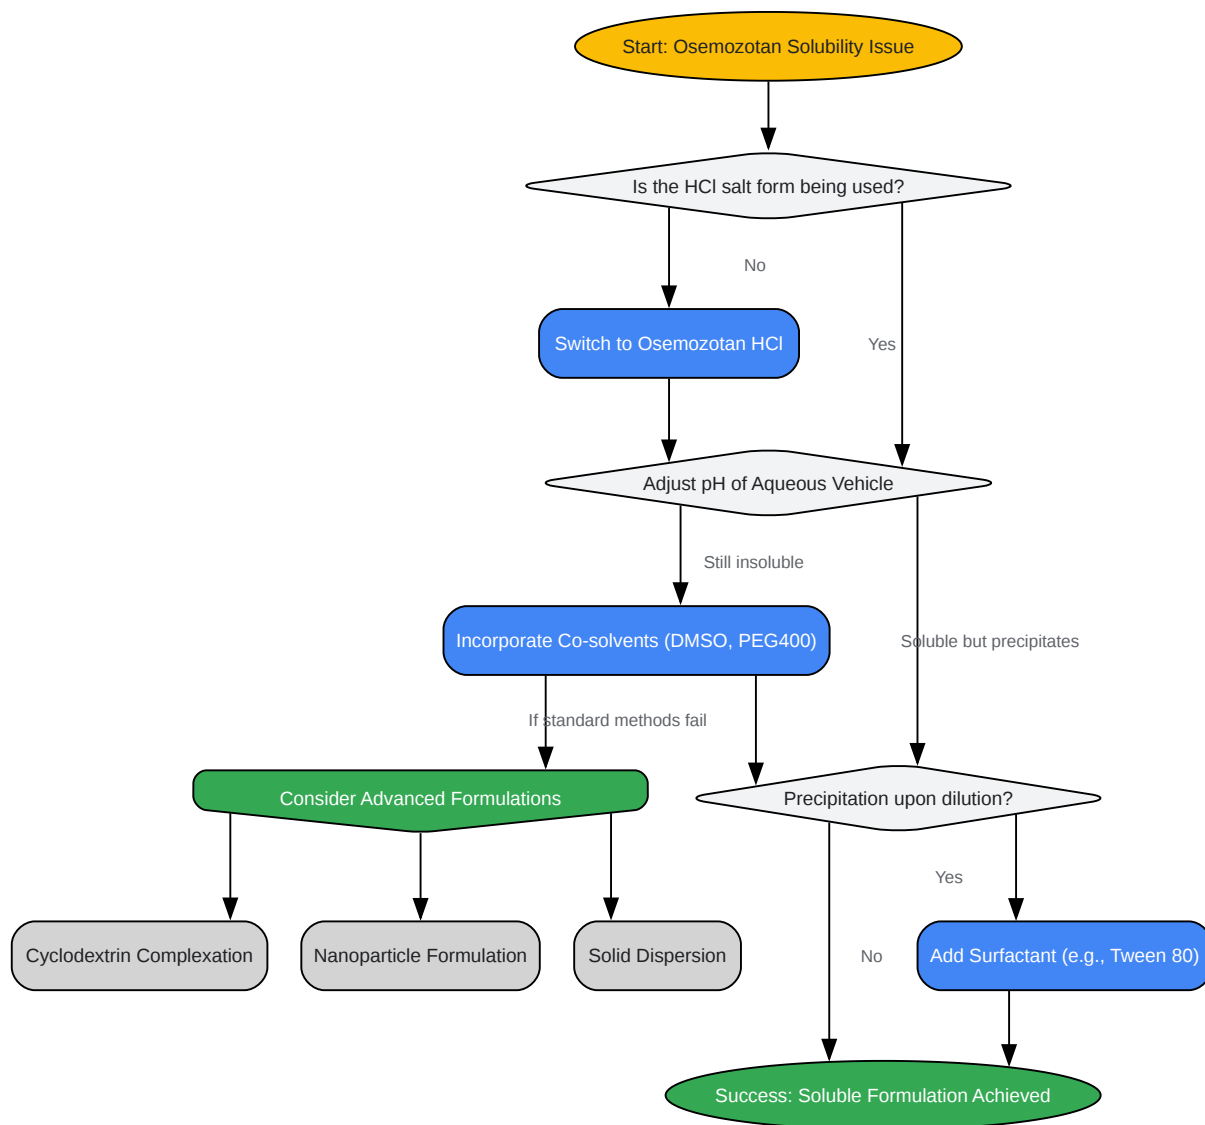 Start: Osemozotan Solubility Issue
Is the HCl salt form being used?
No
Switch to Osemozotan HCl
Yes
Adjust pH of Aqueous Vehicle
Still insoluble
Incorporate Co-solvents (DMSO, PEG400)
Soluble but precipitates
If standard methods fail
Consider Advanced Formulations
Precipitation upon dilution?
Yes
Cyclodextrin Complexation
Nanoparticle Formulation
Solid Dispersion
No
Add Surfactant (e.g., Tween 80)
Success: Soluble Formulation Achieved